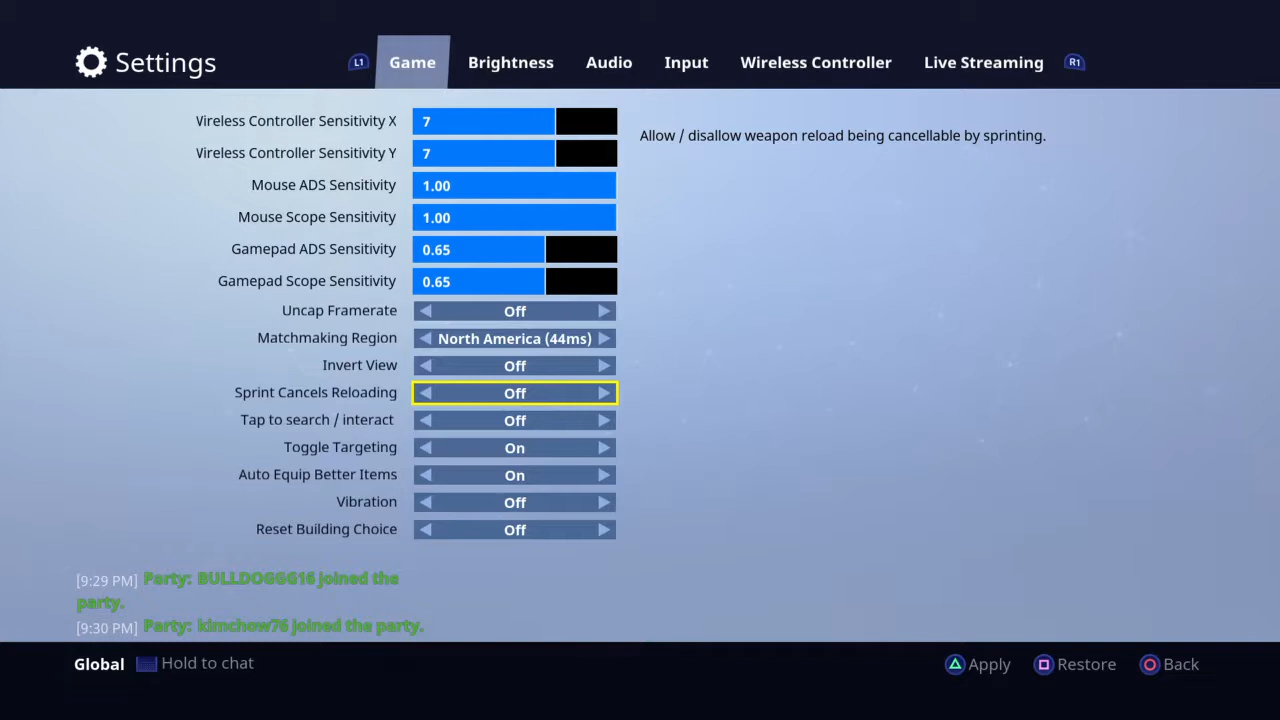 Settings
L1 Game Brightness Audio Input Wireless Controller Live Streaming R1
Wireless Controller Sensitivity X 7
Wireless Controller Sensitivity Y 7
Mouse ADS Sensitivity 1.00
Mouse Scope Sensitivity 1.00
Gamepad ADS Sensitivity 0.65
Gamepad Scope Sensitivity 0.65
Uncap Framerate Off
Matchmaking Region North America (44ms)
Invert View Off
Sprint Cancels Reloading Off
Tap to search / interact Off
Toggle Targeting On
Auto Equip Better Items On
Vibration Off
Reset Building Choice Off
Allow / disallow weapon reload being cancellable by sprinting.
[9:29 PM] Party: BULLDOGGG16 joined the
party.
[9:30 PM] Party: kimchow76 joined the party.
Global Hold to chat
Apply Restore Back